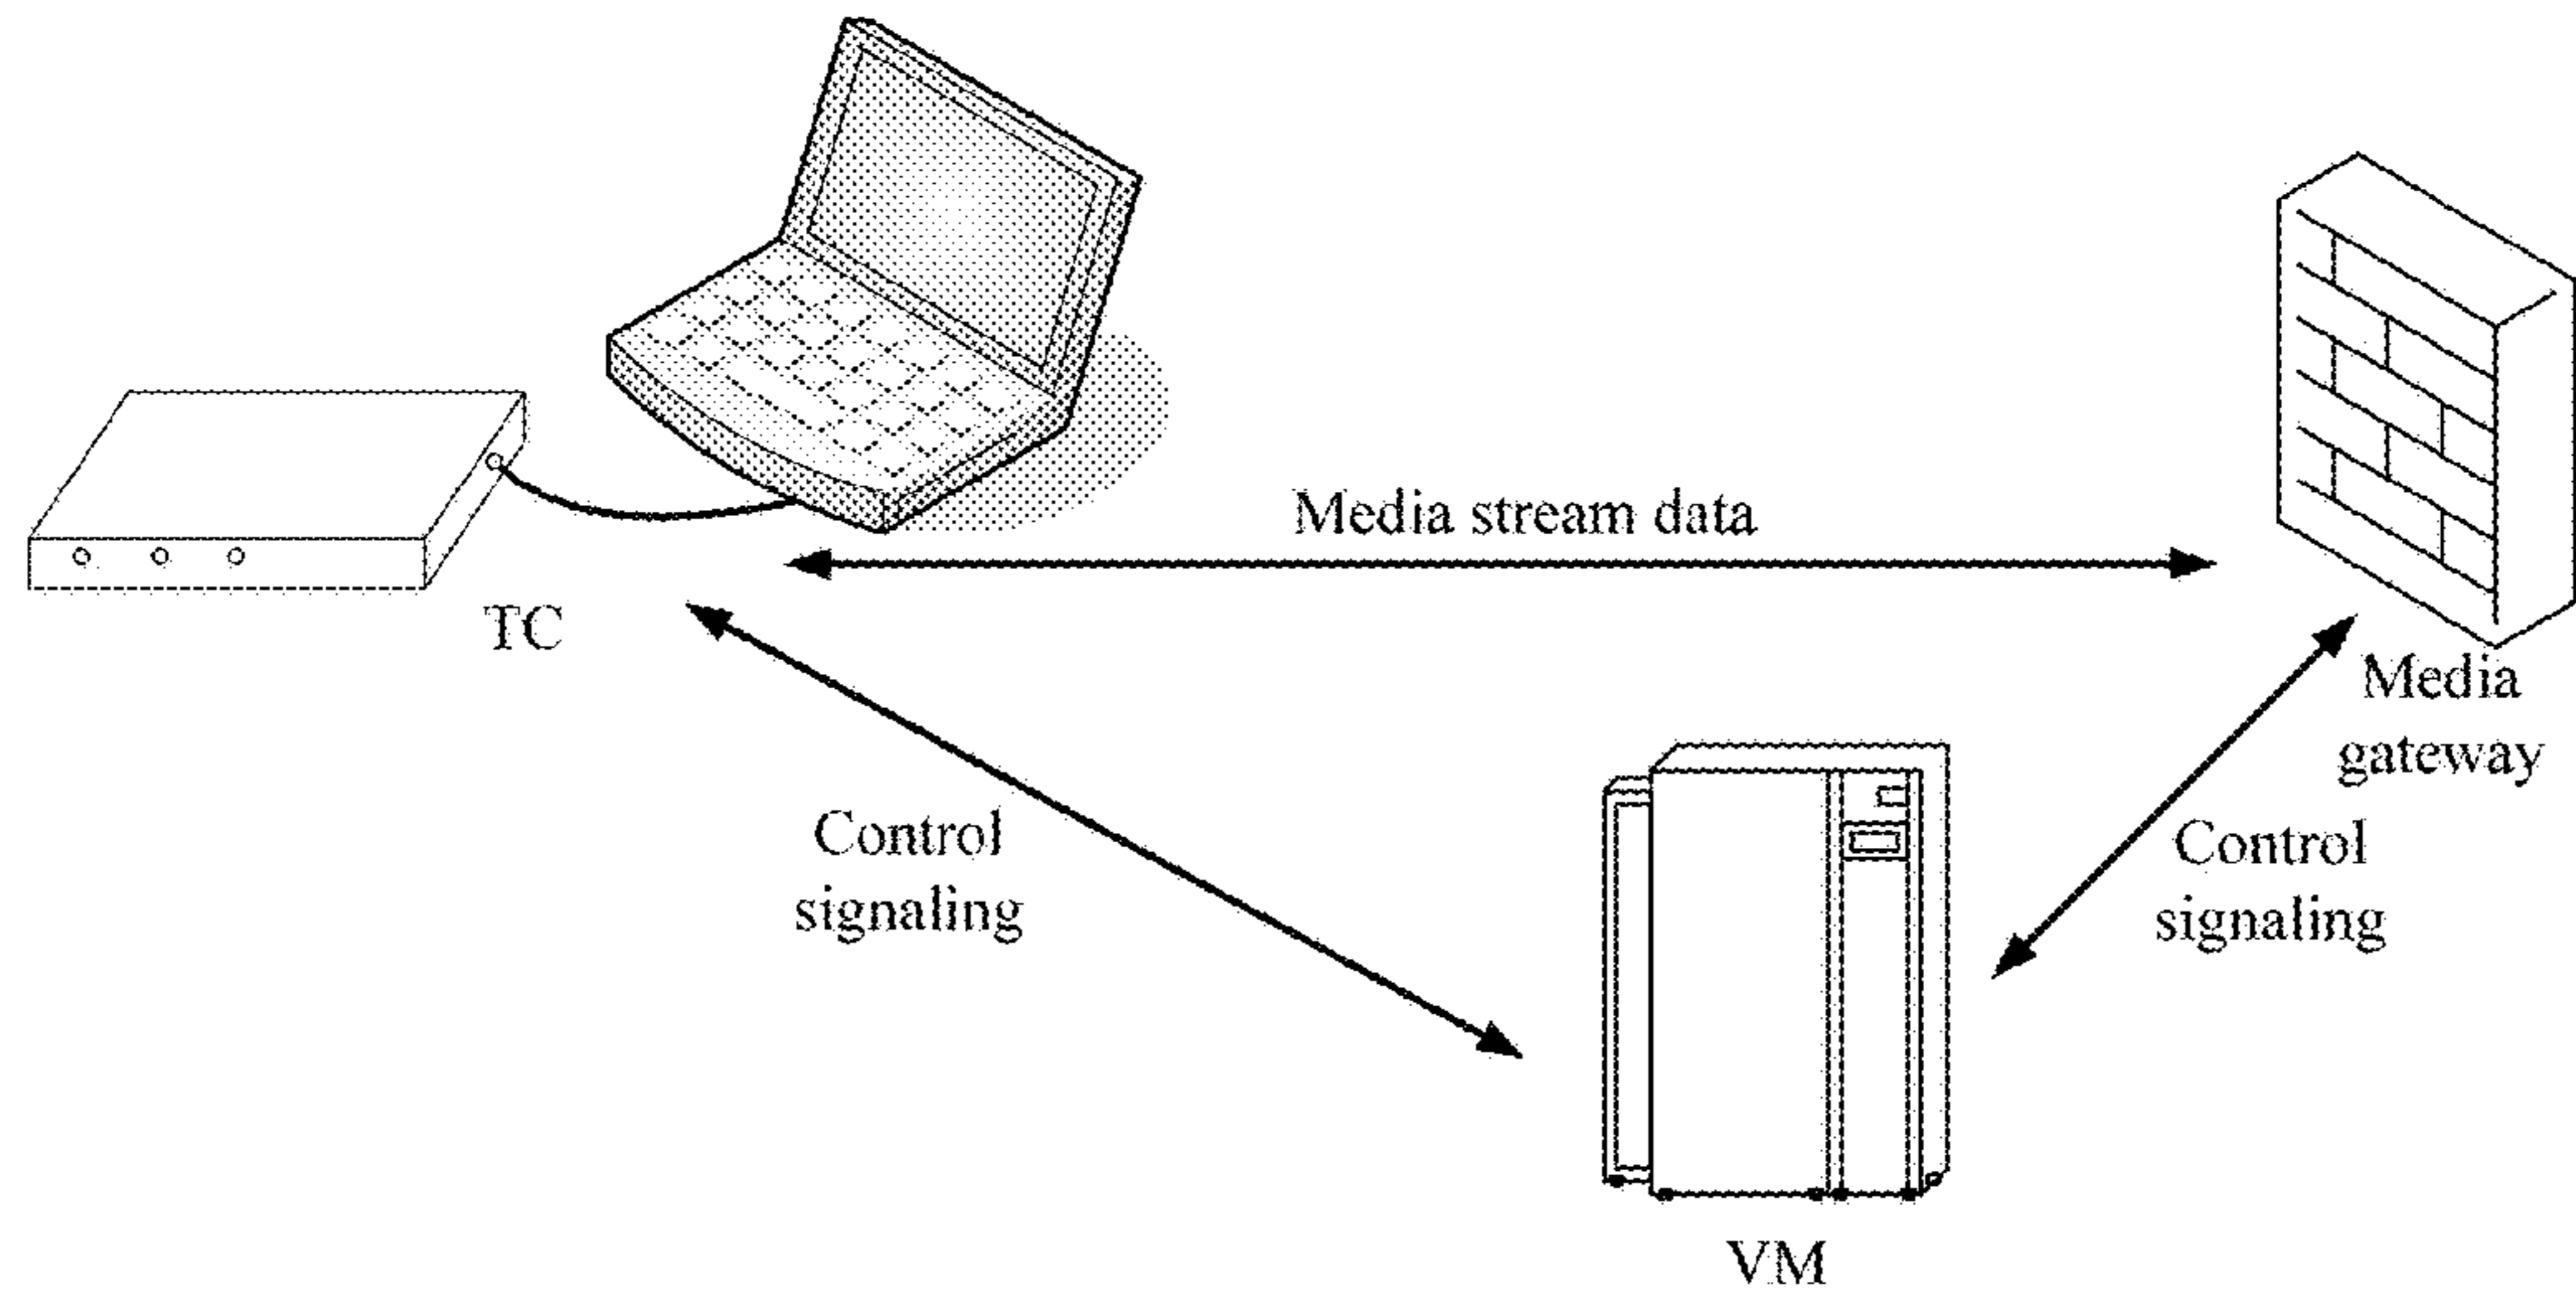 Media stream data
TC
Media
gateway
Control
signaling
Control
signaling
VM